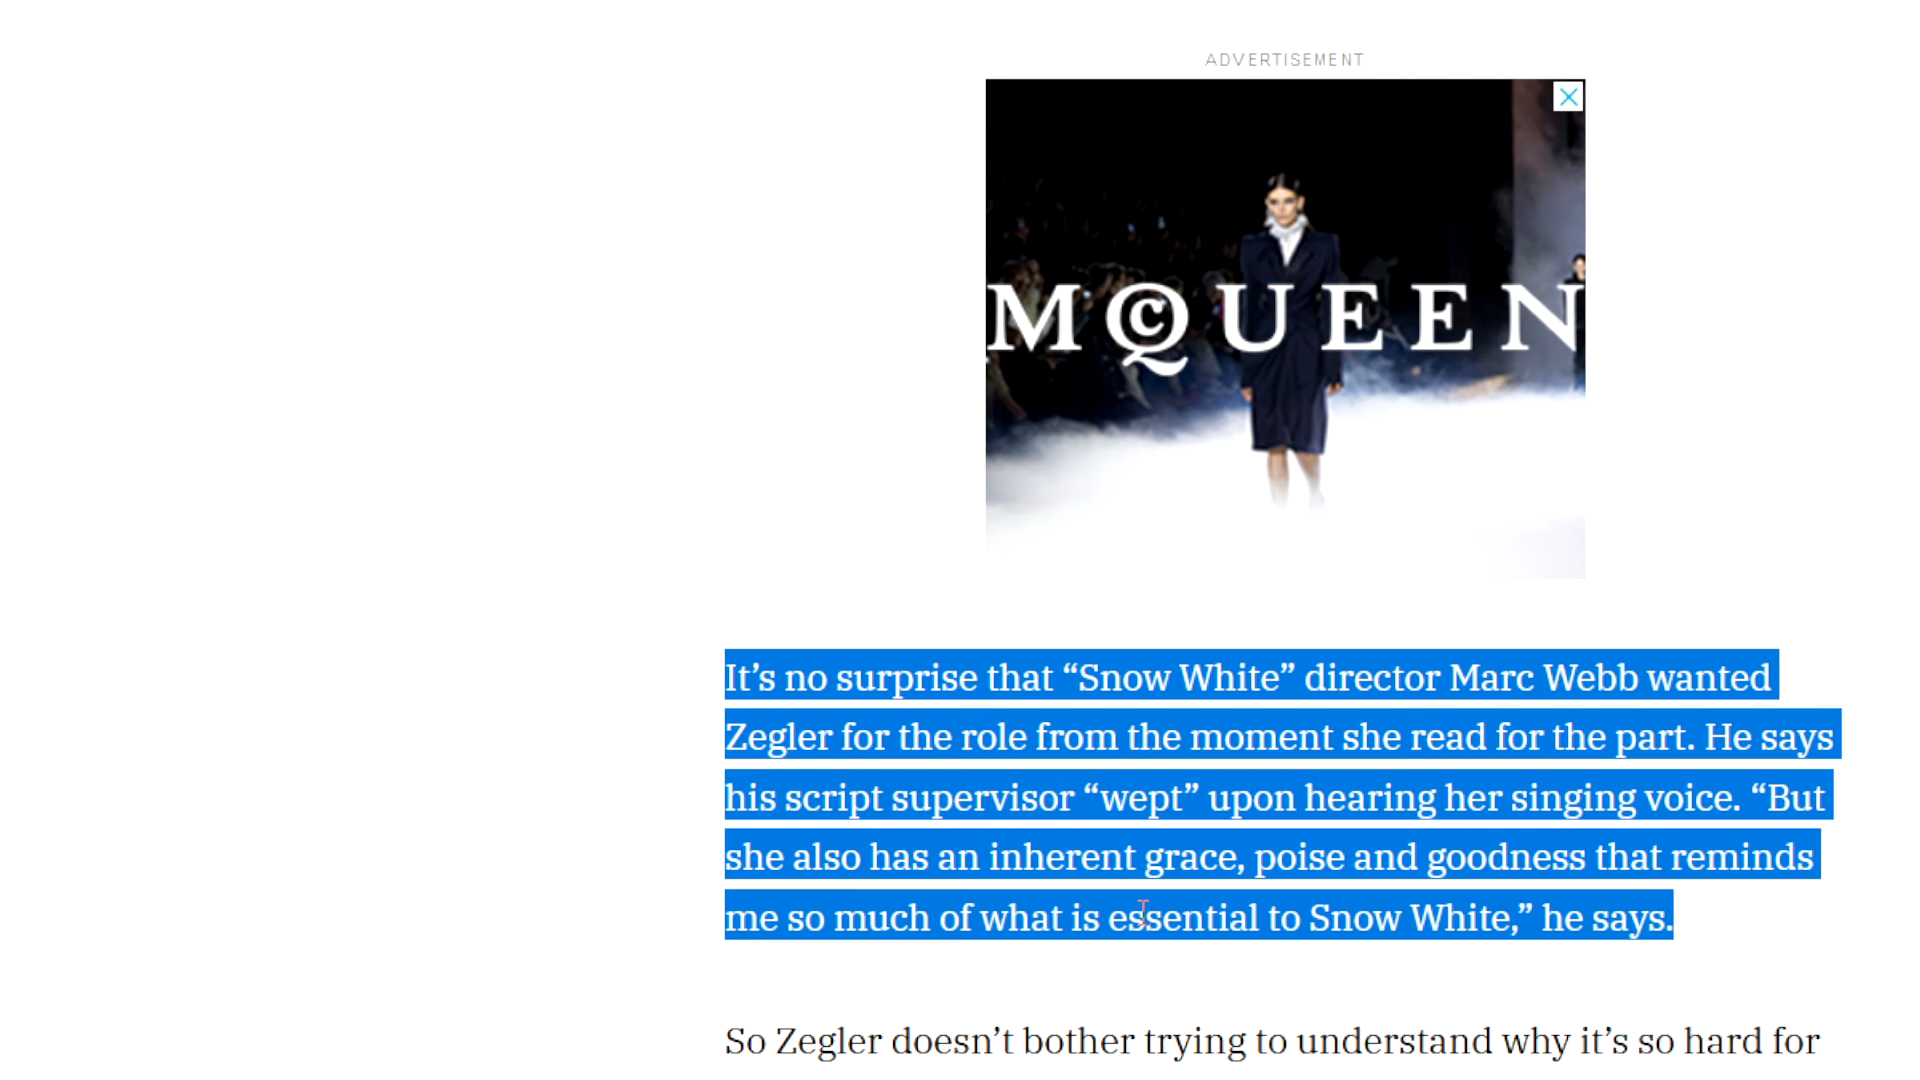 ADVERTISEMENT
McQUEEN
It’s no surprise that “Snow White” director Marc Webb wanted
Zegler for the role from the moment she read for the part. He says
his script supervisor “wept” upon hearing her singing voice. “But
she also has an inherent grace, poise and goodness that reminds
me so much of what is essential to Snow White,” he says.
So Zegler doesn’t bother trying to understand why it’s so hard for